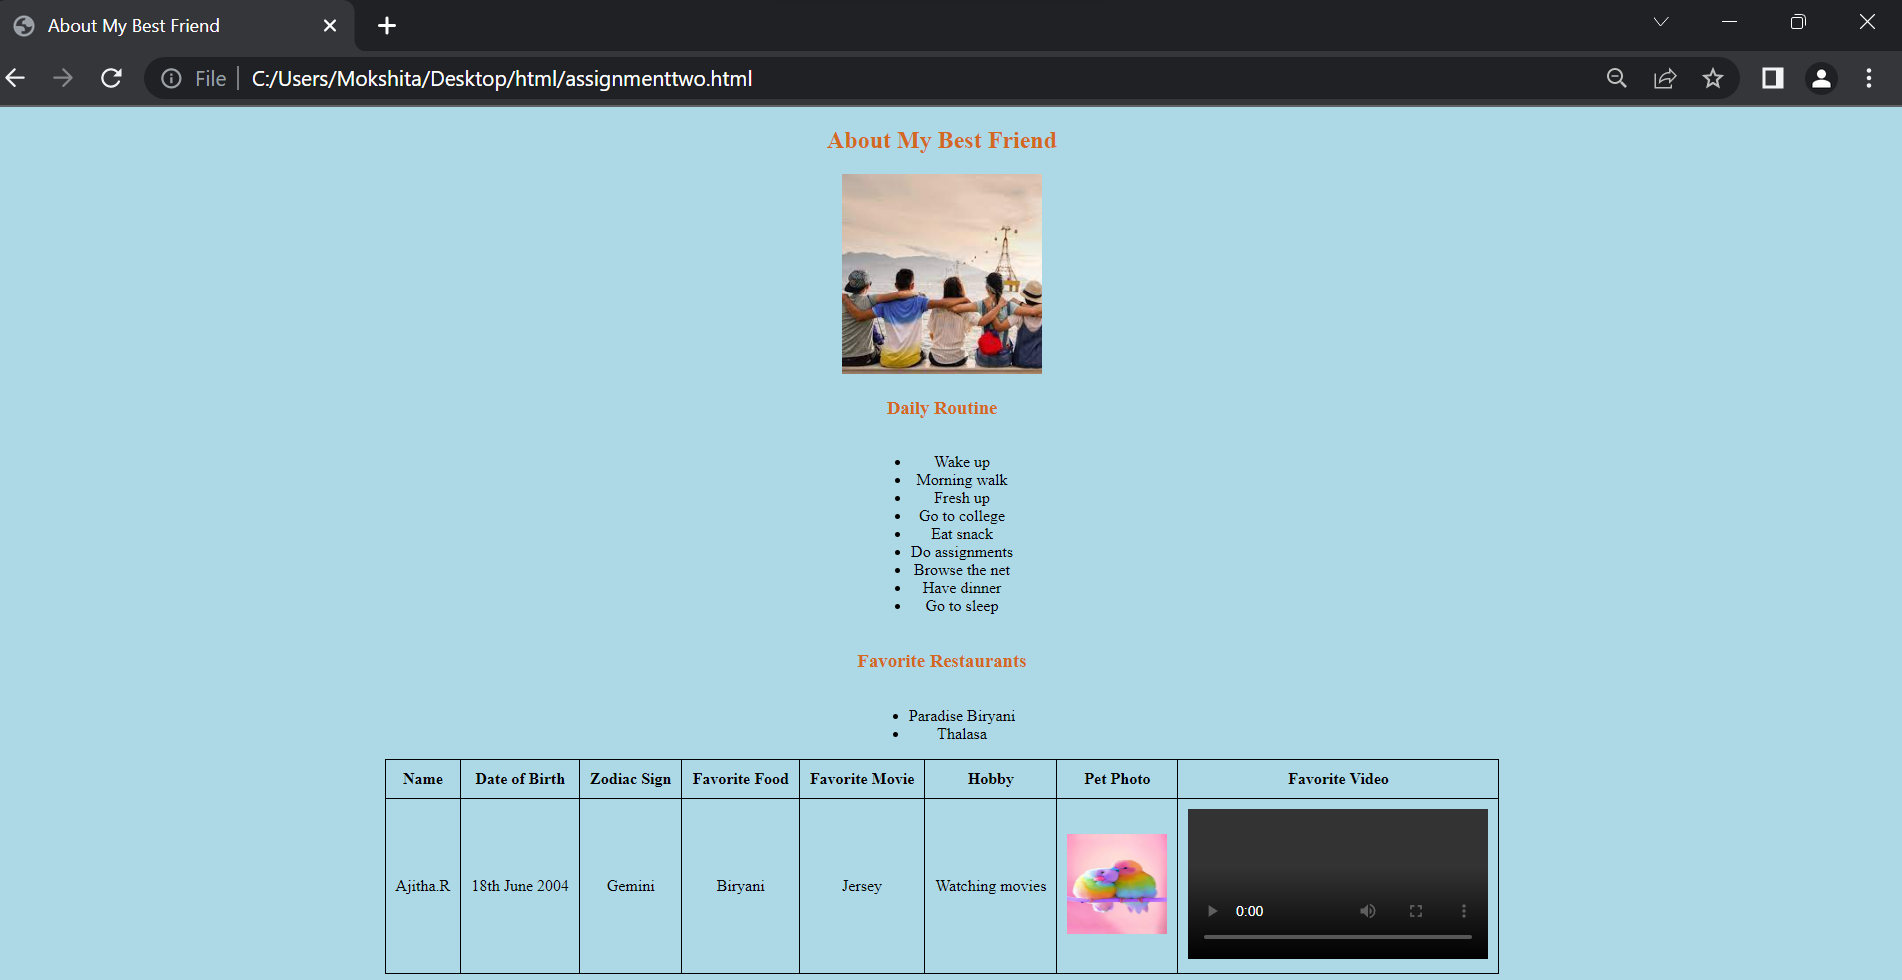 About My Best Friend
File C:/Users/Mokshita/Desktop/html/assignmenttwo.html
About My Best Friend
Daily Routine
Wake up
Morning walk
Fresh up
Go to college
Eat snack
Do assignments
Browse the net
Have dinner
Go to sleep
Favorite Restaurants
Paradise Biryani
Thalasa
Name Date of Birth Zodiac Sign Favorite Food Favorite Movie Hobby Pet Photo Favorite Video
Ajitha.R 18th June 2004 Gemini Biryani Jersey Watching movies
0:00